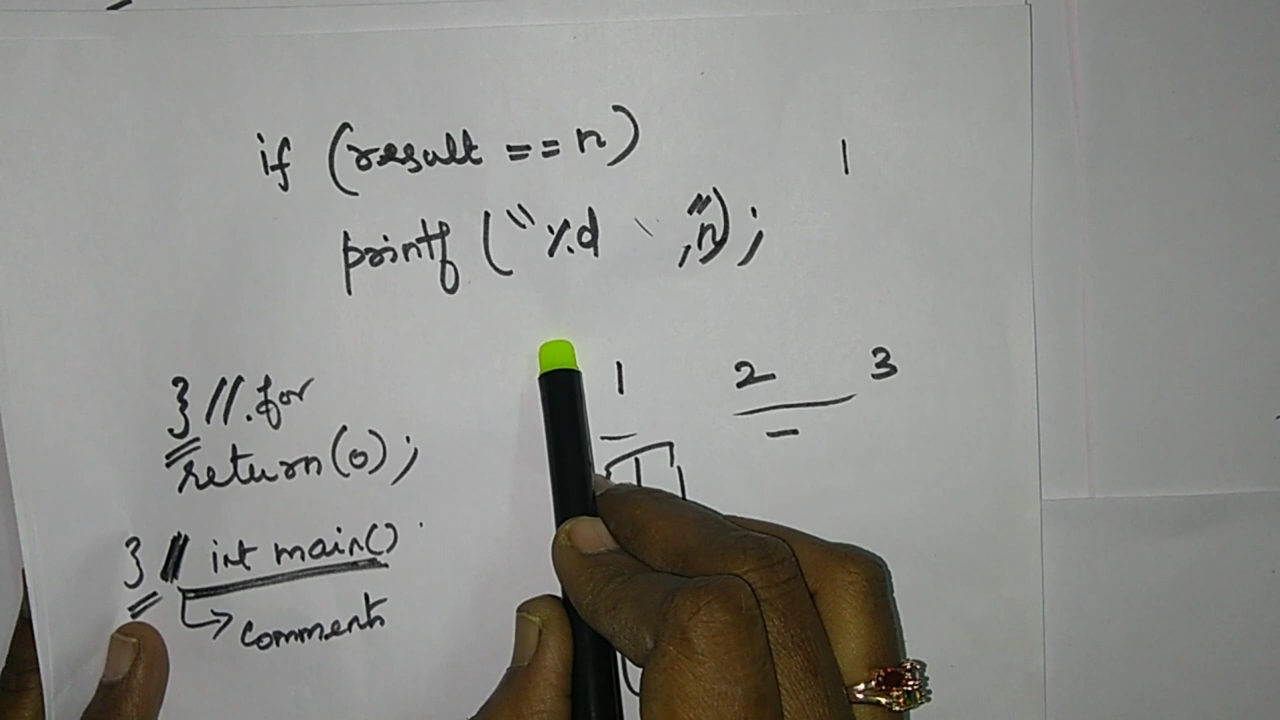 if (result == n) 1
printf ("%d ",n);
1 2 3
} // for
return(0);
} // int main()
comment